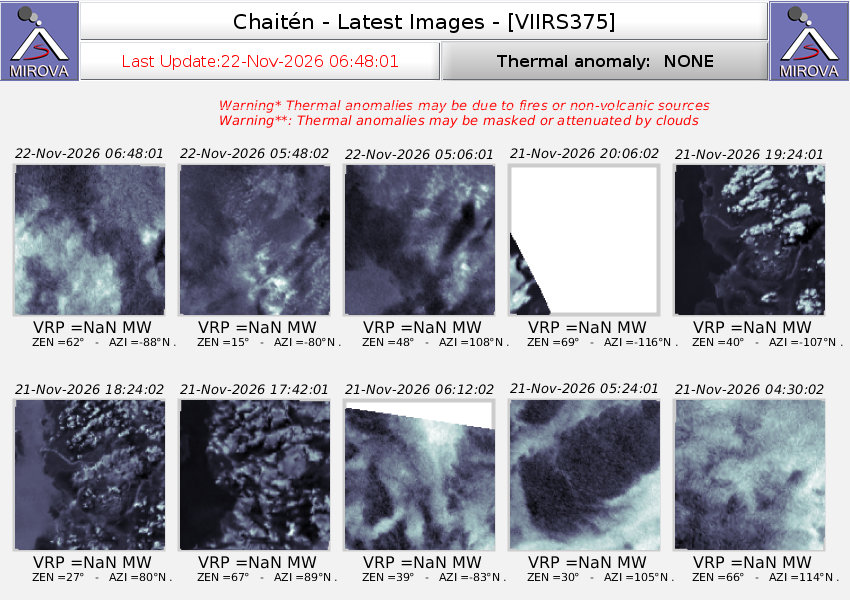 Chaitén - Latest Images - [VIIRS375]
MIROVA
Last Update:22-Nov-2026 06:48:01
Thermal anomaly: NONE
MIROVA
Warning* Thermal anomalies may be due to fires or non-volcanic sources
Warning**: Thermal anomalies may be masked or attenuated by clouds
22-Nov-2026 06:48:01 22-Nov-2026 05:48:02 22-Nov-2026 05:06:01 21-Nov-2026 20:06:02 21-Nov-2026 19:24:01
VRP =NaN MW VRP =NaN MW VRP =NaN MW VRP =NaN MW VRP =NaN MW
ZEN =62° - AZI =-88°N . ZEN =15° - AZI =-80°N . ZEN =48° - AZI =108°N . ZEN =69° - AZI =-116°N . ZEN =40° - AZI =-107°N .
21-Nov-2026 18:24:02 21-Nov-2026 17:42:01 21-Nov-2026 06:12:02 21-Nov-2026 05:24:01 21-Nov-2026 04:30:02
VRP =NaN MW VRP =NaN MW VRP =NaN MW VRP =NaN MW VRP =NaN MW
ZEN =27° - AZI =80°N . ZEN =67° - AZI =89°N . ZEN =39° - AZI =-83°N . ZEN =30° - AZI =105°N . ZEN =66° - AZI =114°N .